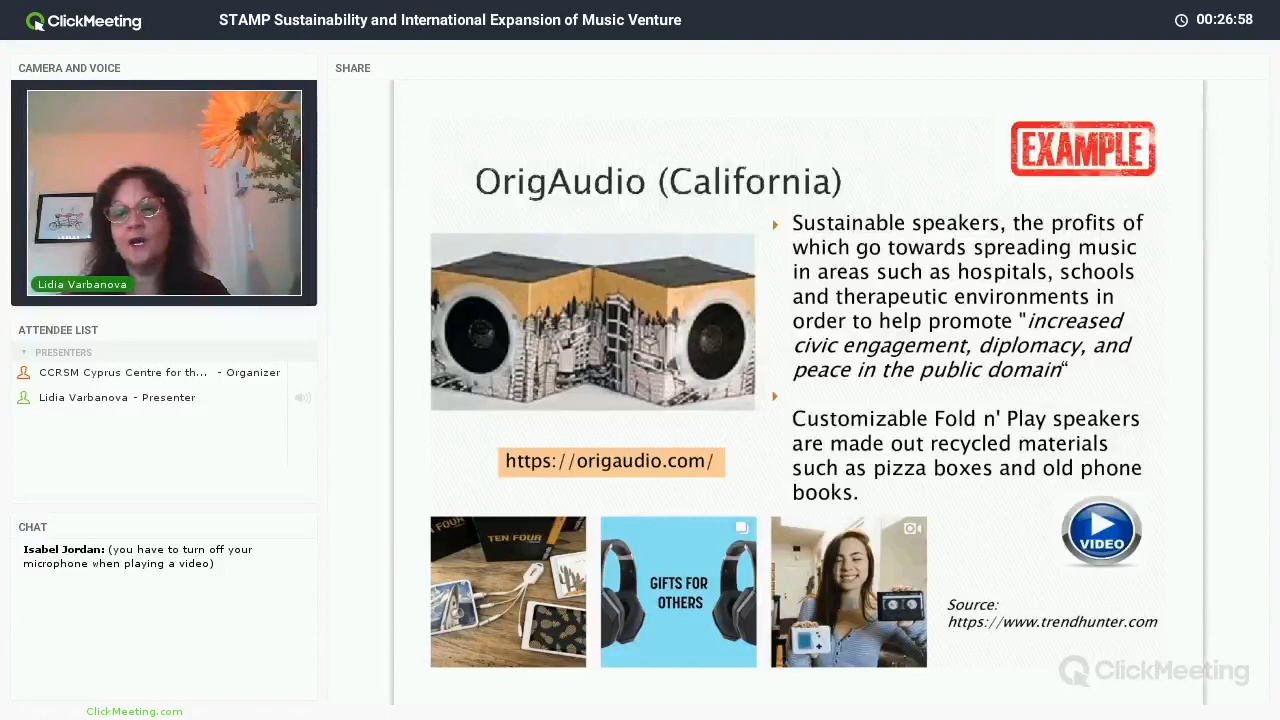 ClickMeeting
STAMP Sustainability and International Expansion of Music Venture
00:26:58
CAMERA AND VOICE
Lidia Varbanova
ATTENDEE LIST
PRESENTERS
CCRSM Cyprus Centre for th... - Organizer
Lidia Varbanova - Presenter
CHAT
Isabel Jordan: (you have to turn off your
microphone when playing a video)
ClickMeeting.com
SHARE
EXAMPLE
OrigAudio (California)
Sustainable speakers, the profits of
which go towards spreading music
in areas such as hospitals, schools
and therapeutic environments in
order to help promote "increased
civic engagement, diplomacy, and
peace in the public domain“
Customizable Fold n' Play speakers
are made out recycled materials
such as pizza boxes and old phone
books.
https://origaudio.com/
TEN FOUR
GIFTS FOR
OTHERS
VIDEO
Source:
https://www.trendhunter.com
ClickMeeting